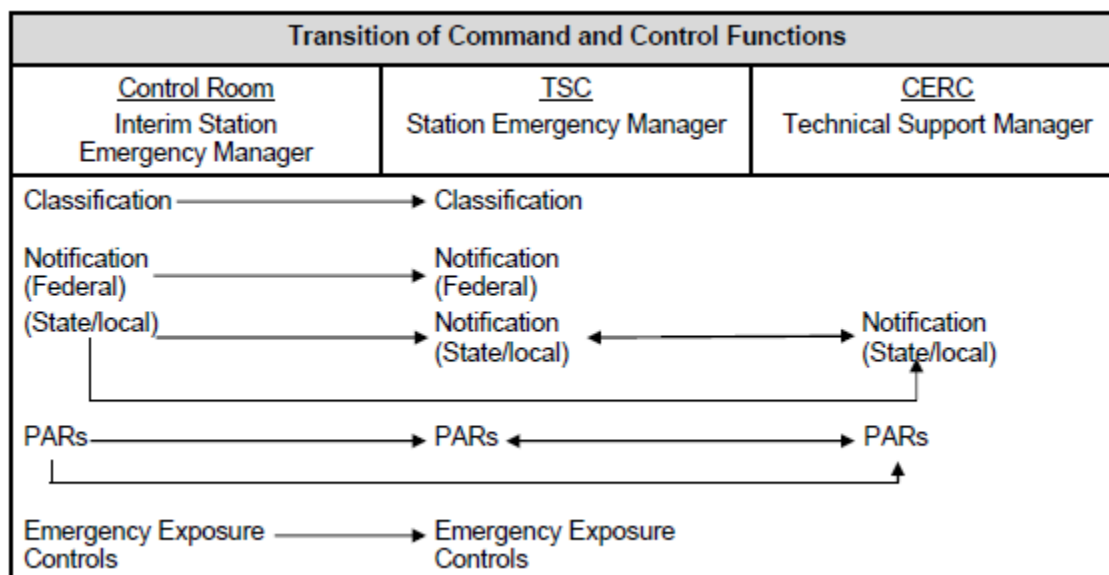 Transition of Command and Control Functions
Control Room
Interim Station
Emergency Manager
TSC
Station Emergency Manager
CERC
Technical Support Manager
Classification
Classification
Notification
(Federal)
Notification
(Federal)
(State/local)
Notification
(State/local)
Notification
(State/local)
PARs
PARs
PARs
Emergency Exposure
Controls
Emergency Exposure
Controls